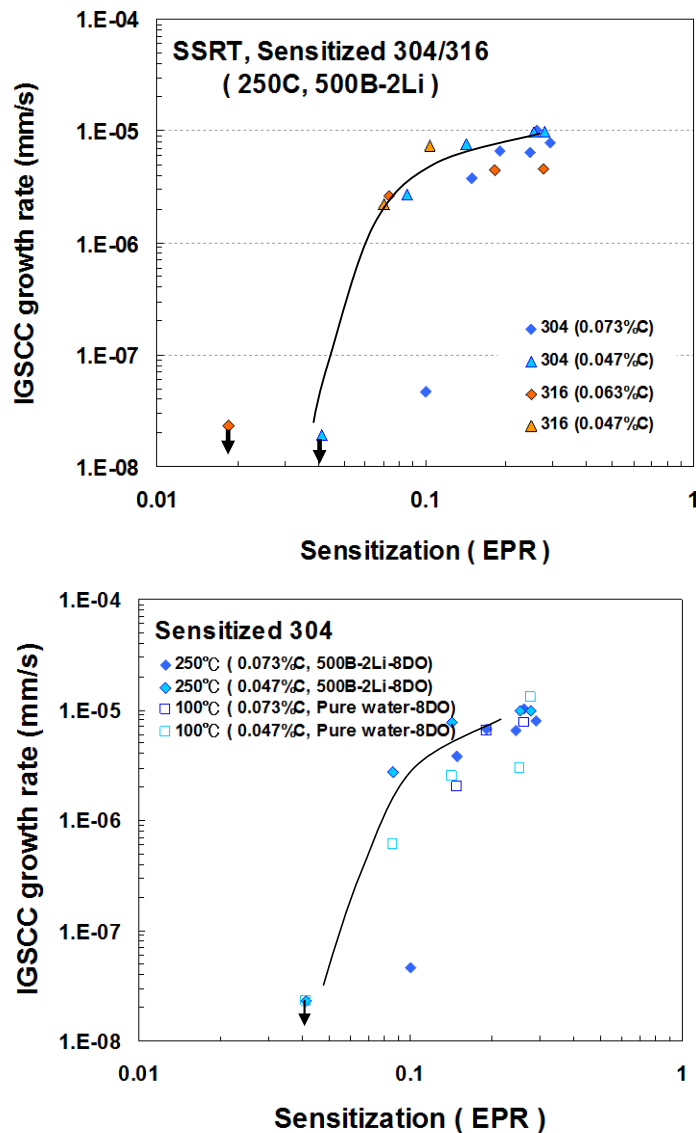 1.E-04
SSRT, Sensitized 304/316
( 250C, 500B-2Li )
1.E-05
1.E-06
1.E-07
1.E-08
IGSCC growth rate (mm/s)
304 (0.073%C)
304 (0.047%C)
316 (0.063%C)
316 (0.047%C)
0.01
0.1
1
Sensitization ( EPR )
1.E-04
Sensitized 304
250℃ ( 0.073%C, 500B-2Li-8DO)
250℃ ( 0.047%C, 500B-2Li-8DO)
100℃ ( 0.073%C, Pure water-8DO)
100℃ ( 0.047%C, Pure water-8DO)
1.E-05
1.E-06
1.E-07
1.E-08
IGSCC growth rate (mm/s)
0.01
0.1
1
Sensitization ( EPR )